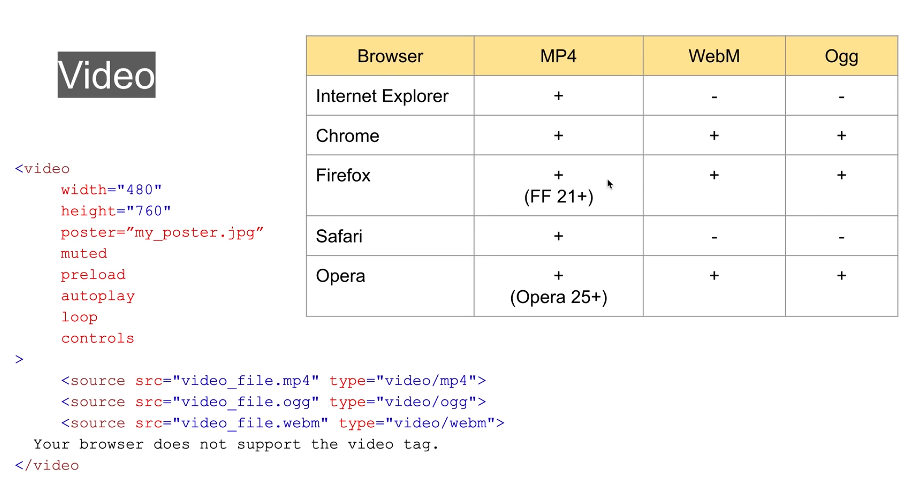 Video
Browser MP4 WebM Ogg
Internet Explorer + - -
Chrome + + +
Firefox + + +
(FF 21+)
Safari + - -
Opera + + +
(Opera 25+)
<video
width="480"
height="760"
poster=”my_poster.jpg”
muted
preload
autoplay
loop
controls
>
<source src="video_file.mp4" type="video/mp4">
<source src="video_file.ogg" type="video/ogg">
<source src="video_file.webm" type="video/webm">
Your browser does not support the video tag.
</video